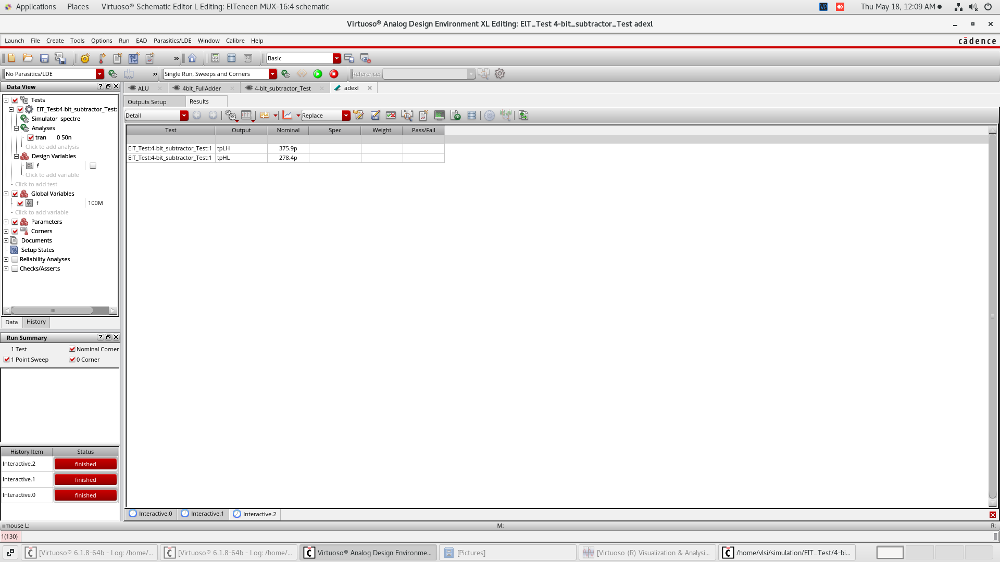 Applications Places Virtuoso® Schematic Editor L Editing: ElTeneen MUX-16:4 schematic Thu May 18, 12:09 AM
Virtuoso® Analog Design Environment XL Editing: ElT_Test 4-bit_subtractor_Test adexl
Launch File Create Tools Options Run EAD Parasitics/LDE Window Calibre Help cādence
» Basic
No Parasitics/LDE » Single Run, Sweeps and Corners Reference:
Data View
ALU 4bit_FullAdder 4-bit_subtractor_Test adexl
Outputs Setup Results
Detail Replace
Tests
ElT_Test:4-bit_subtractor_Test:
Simulator spectre
Analyses
tran 0 50n
Click to add analysis
Design Variables
f
Click to add variable
Click to add test
Global Variables
f 100M
Click to add variable
Parameters
Corners
Documents
Setup States
Reliability Analyses
Checks/Asserts
Data History
Test Output Nominal Spec Weight Pass/Fail
ElT_Test:4-bit_subtractor_Test:1 tpLH 375.9p
ElT_Test:4-bit_subtractor_Test:1 tpHL 278.4p
Run Summary
1 Test Nominal Corner
1 Point Sweep 0 Corner
History Item Status
Interactive.2 finished
Interactive.1 finished
Interactive.0 finished
Interactive.0 Interactive.1 Interactive.2
mouse L: M: R:
1(130)
[Virtuoso® 6.1.8-64b - Log: /home/... [Virtuoso® 6.1.8-64b - Log: /home/... Virtuoso® Analog Design Environme... [Pictures] [Virtuoso (R) Visualization & Analysi... /home/vlsi/simulation/ElT_Test/4-bi...